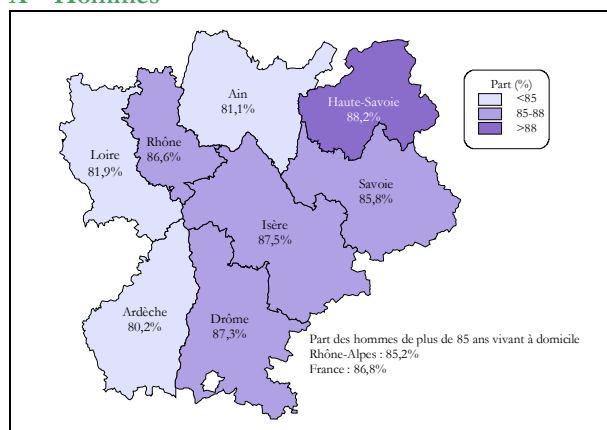 A – Hommes
Part (%)
<85
85-88
>88
Ain
81,1%
Haute-Savoie
88,2%
Rhône
86,6%
Loire
81,9%
Savoie
85,8%
Isère
87,5%
Ardèche
80,2%
Drôme
87,3%
Part des hommes de plus de 85 ans vivant à domicile
Rhône-Alpes : 85,2%
France : 86,8%